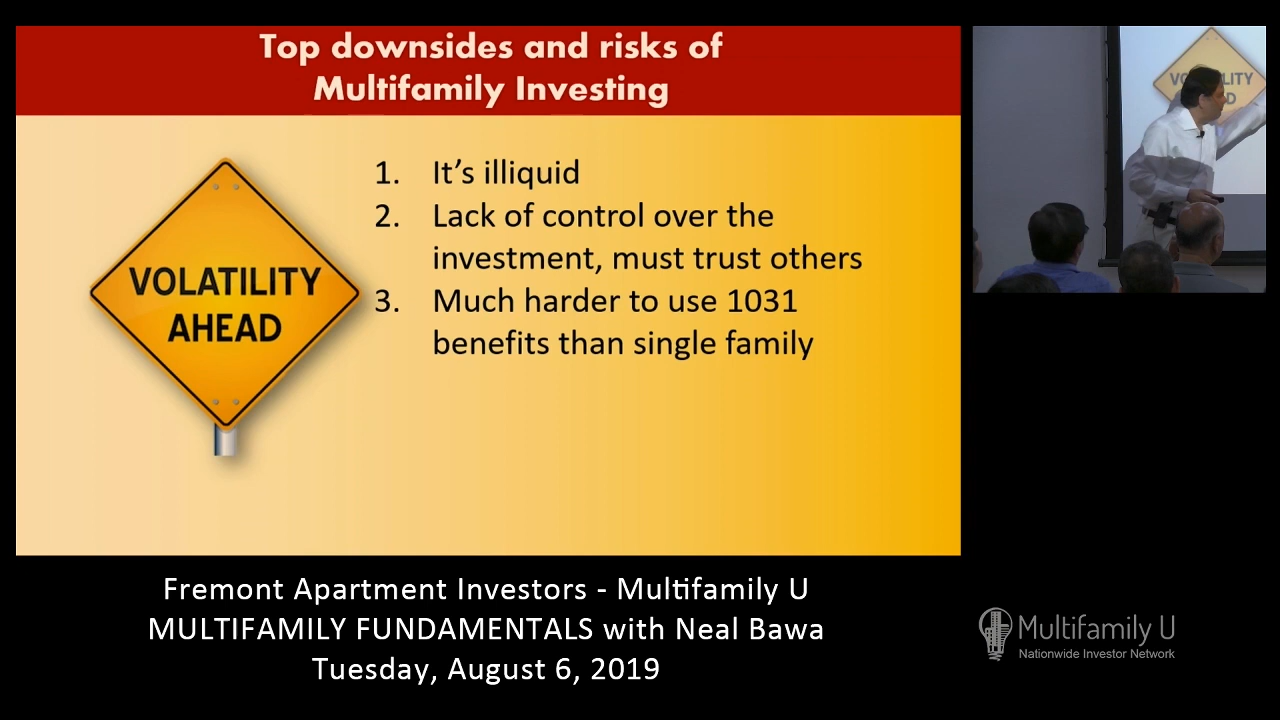 Top downsides and risks of
Multifamily Investing
VOLATILITY
AHEAD
1. It’s illiquid
2. Lack of control over the
investment, must trust others
3. Much harder to use 1031
benefits than single family
Fremont Apartment Investors - Multifamily U
MULTIFAMILY FUNDAMENTALS with Neal Bawa
Tuesday, August 6, 2019
Multifamily U
Nationwide Investor Network